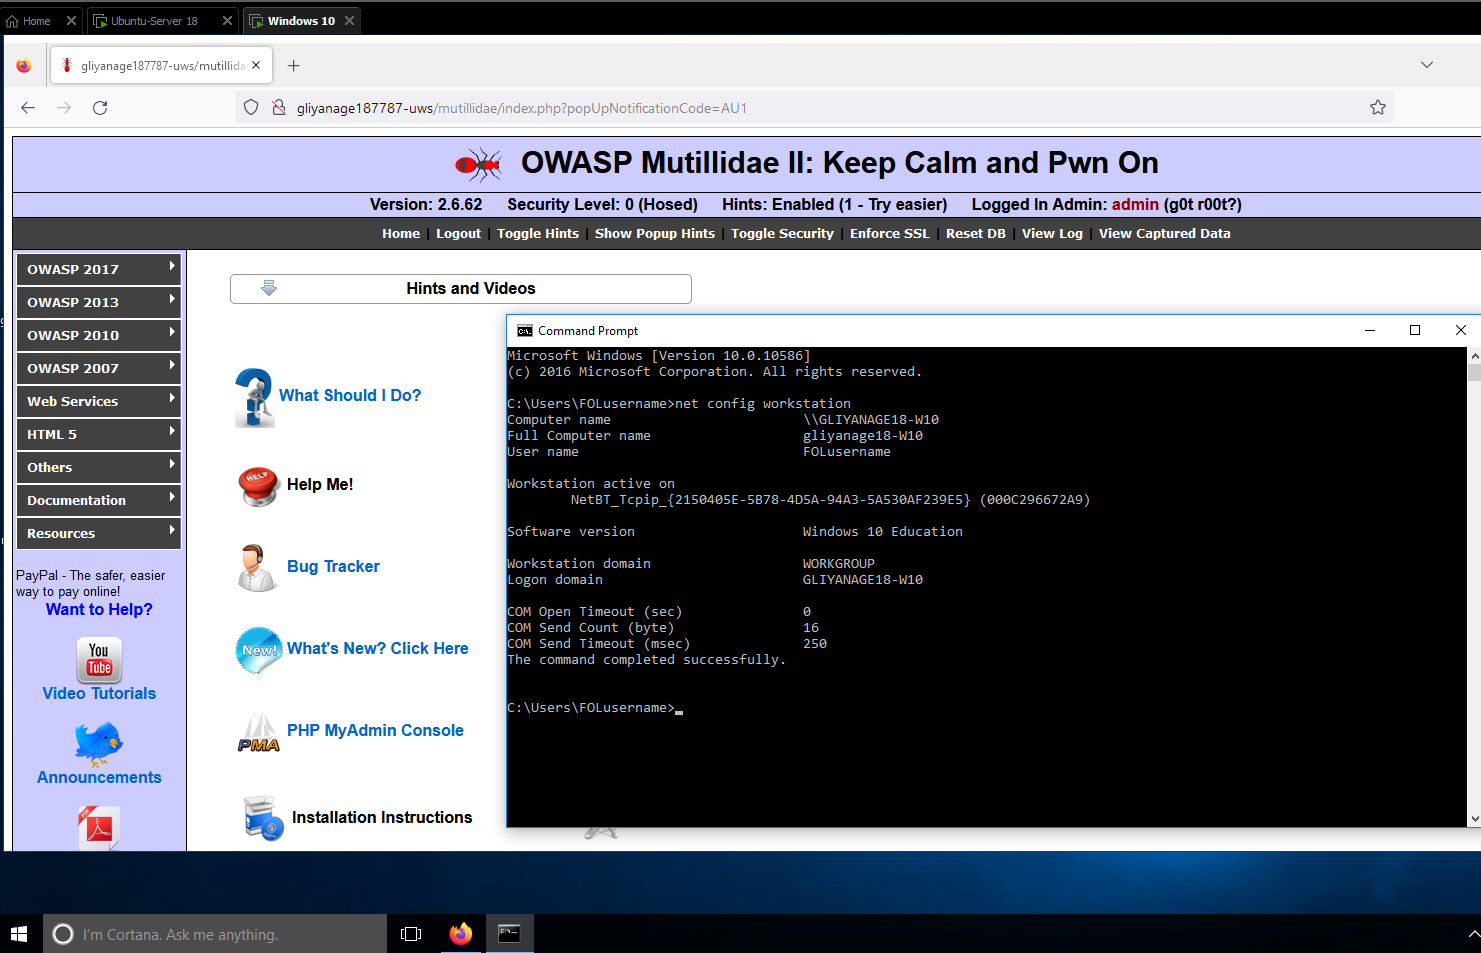 Home
Ubuntu-Server 18
Windows 10
gliyanage187787-uws/mutillida
gliyanage187787-uws/mutillidae/index.php?popUpNotificationCode=AU1
OWASP Mutillidae II: Keep Calm and Pwn On
Version: 2.6.62 Security Level: 0 (Hosed) Hints: Enabled (1 - Try easier) Logged In Admin: admin (g0t r00t?)
Home | Logout | Toggle Hints | Show Popup Hints | Toggle Security | Enforce SSL | Reset DB | View Log | View Captured Data
OWASP 2017
OWASP 2013
OWASP 2010
OWASP 2007
Web Services
HTML 5
Others
Documentation
Resources
PayPal - The safer, easier
way to pay online!
Want to Help?
You
Tube
Video Tutorials
Announcements
Hints and Videos
What Should I Do?
HELP
Help Me!
Bug Tracker
New!
What's New? Click Here
PMA
PHP MyAdmin Console
Installation Instructions
Command Prompt
Microsoft Windows [Version 10.0.10586]
(c) 2016 Microsoft Corporation. All rights reserved.
C:\Users\FOLusername>net config workstation
Computer name \\GLIYANAGE18-W10
Full Computer name gliyanage18-W10
User name FOLusername
Workstation active on
NetBT_Tcpip_{2150405E-5B78-4D5A-94A3-5A530AF239E5} (000C296672A9)
Software version Windows 10 Education
Workstation domain WORKGROUP
Logon domain GLIYANAGE18-W10
COM Open Timeout (sec) 0
COM Send Count (byte) 16
COM Send Timeout (msec) 250
The command completed successfully.
C:\Users\FOLusername>
I'm Cortana. Ask me anything.